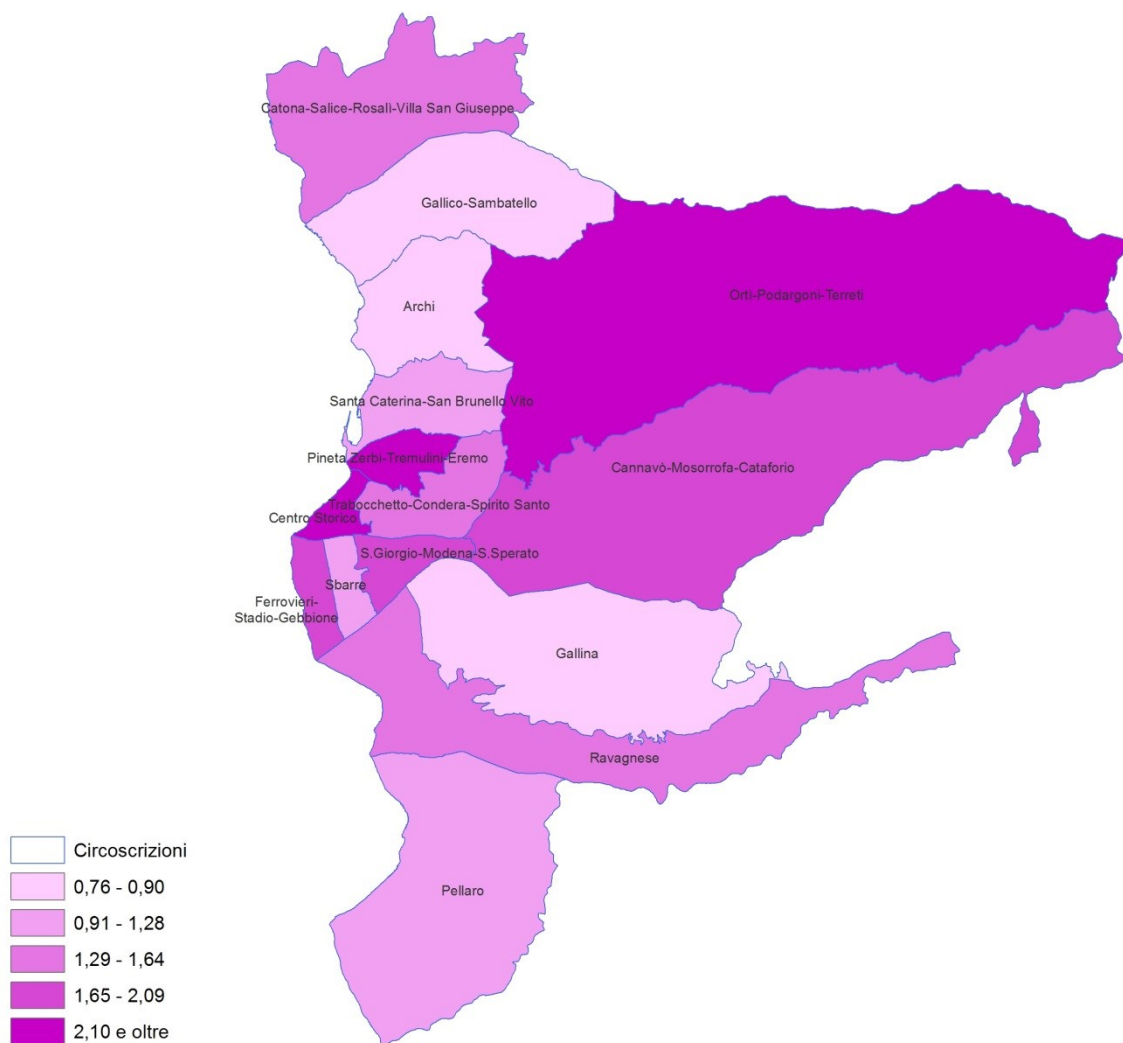 Catona-Salice-Rosalì-Villa San Giuseppe
Gallico-Sambatello
Orti-Podargoni-Terreti
Archi
Santa Caterina-San Brunello Vito
Pineta Zerbi-Tremulini-Eremo
Cannavò-Mosorrofa-Cataforio
Trabocchetto-Condera-Spirito Santo
Centro Storico
S.Giorgio-Modena-S.Sperato
Sbarre
Ferrovieri-
Stadio-Gebbione
Gallina
Ravagnese
Pellaro
Circoscrizioni
0,76 - 0,90
0,91 - 1,28
1,29 - 1,64
1,65 - 2,09
2,10 e oltre